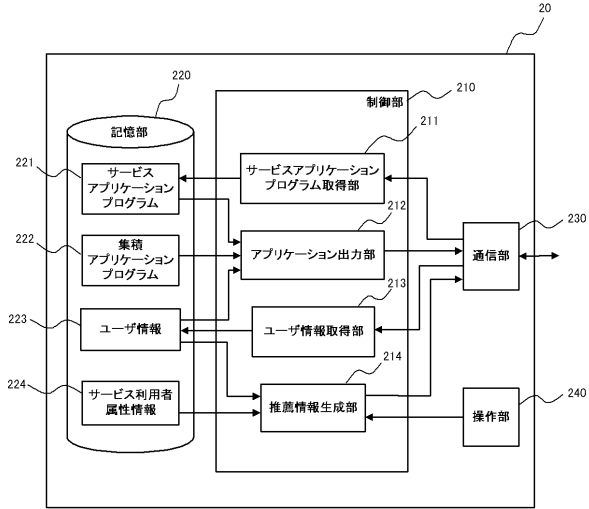 20
220
210
制御部
記憶部
211
221
サービス
アプリケーション
プログラム
サービスアプリケーション
プログラム取得部
212
230
222
集積
アプリケーション
プログラム
アプリケーション出力部
通信部
213
223
ユーザ情報
ユーザ情報取得部
214
224
サービス利用者
属性情報
推薦情報生成部
240
操作部